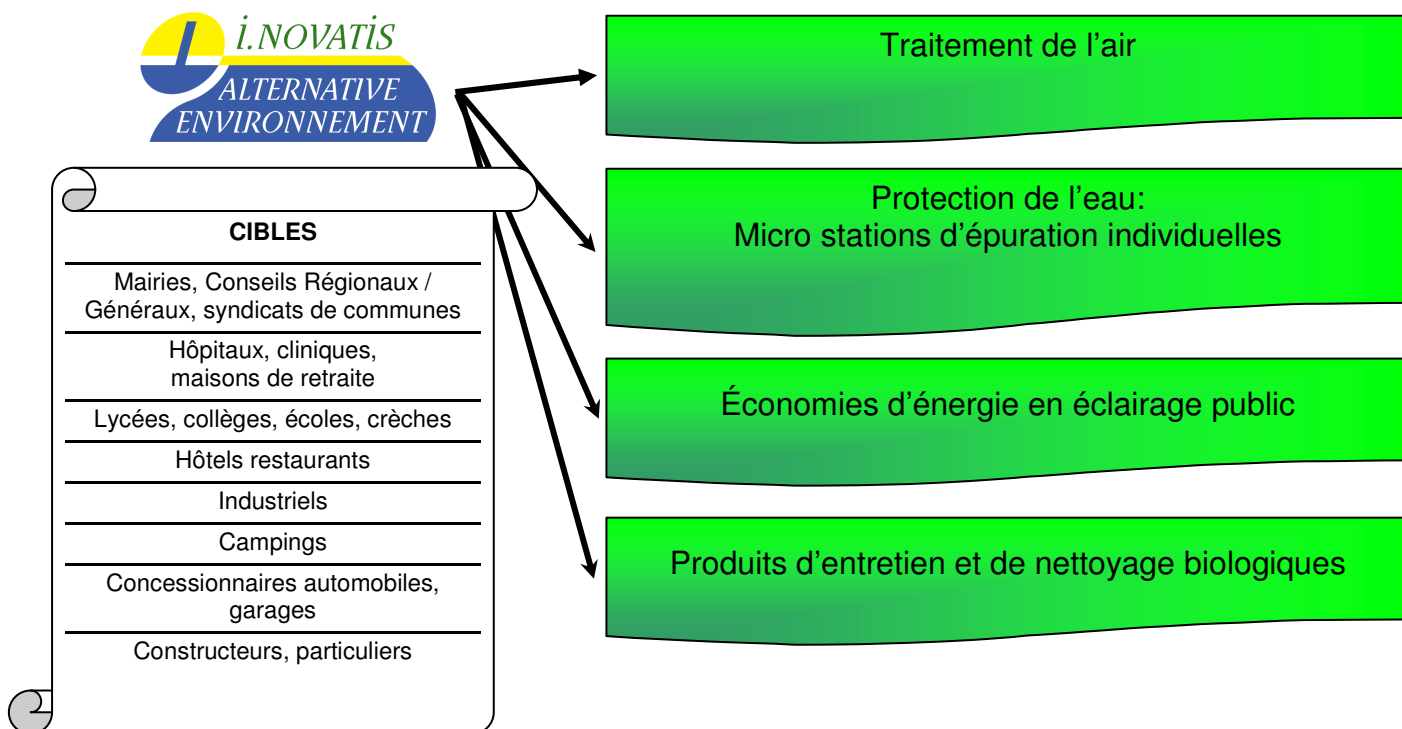 i.NOVATiS
ALTERNATIVE
ENVIRONNEMENT
CIBLES
Mairies, Conseils Régionaux /
Généraux, syndicats de communes
Hôpitaux, cliniques,
maisons de retraite
Lycées, collèges, écoles, crèches
Hôtels restaurants
Industriels
Campings
Concessionnaires automobiles,
garages
Constructeurs, particuliers
Traitement de l’air
Protection de l’eau:
Micro stations d’épuration individuelles
Économies d’énergie en éclairage public
Produits d’entretien et de nettoyage biologiques